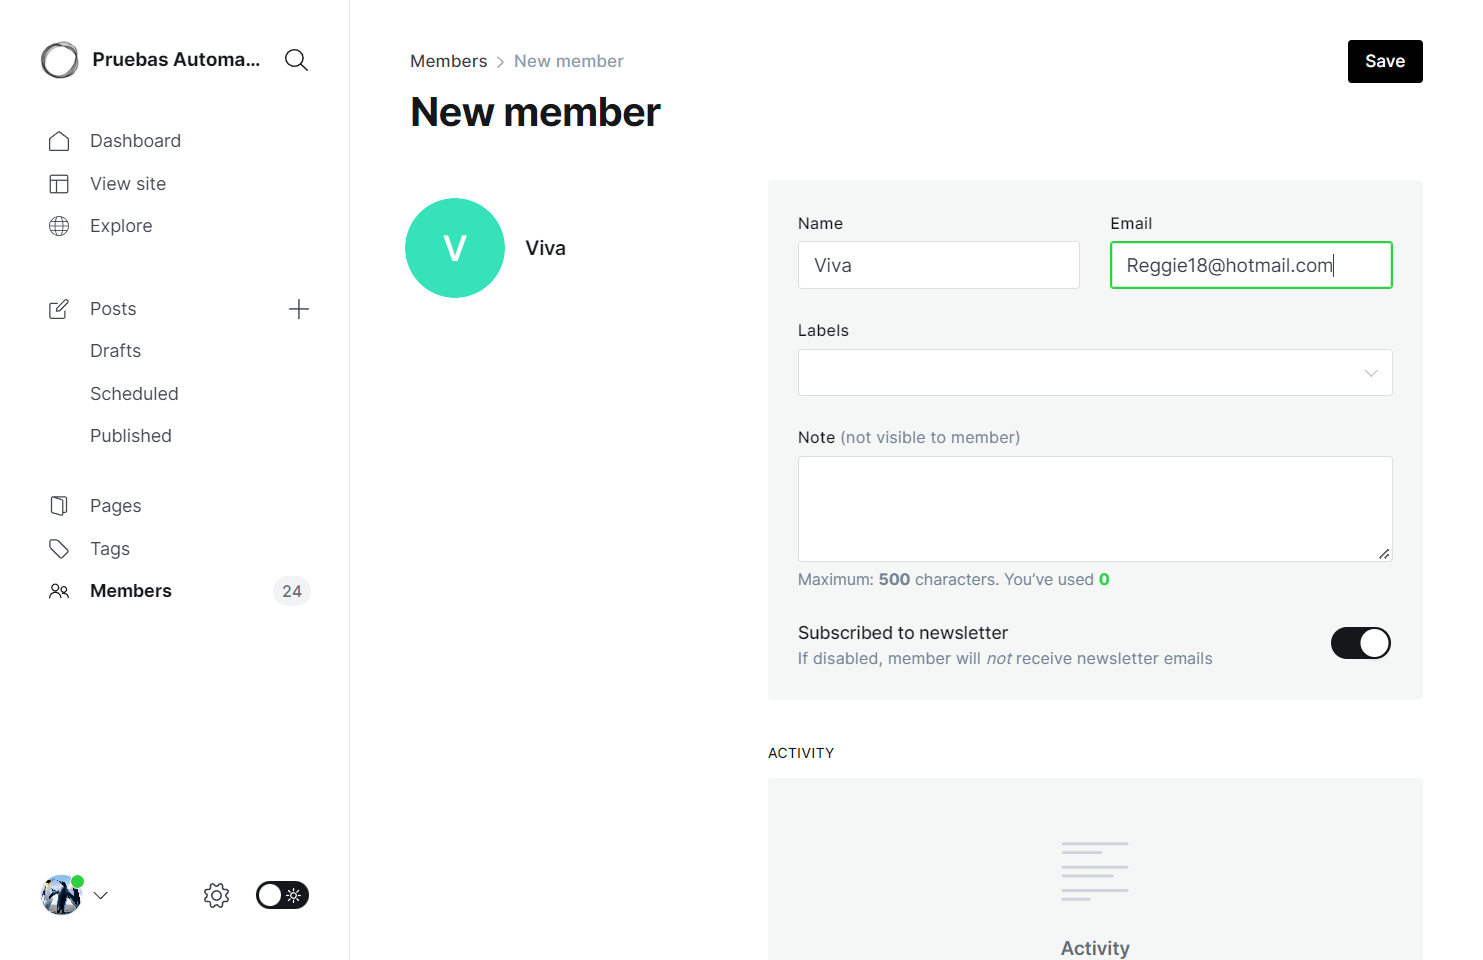 Pruebas Automa...
Dashboard
View site
Explore
Posts
Drafts
Scheduled
Published
Pages
Tags
Members
24
Members > New member
Save
New member
V
Viva
Name
Viva
Email
Reggie18@hotmail.com
Labels
Note (not visible to member)
Maximum: 500 characters. You’ve used 0
Subscribed to newsletter
If disabled, member will not receive newsletter emails
ACTIVITY
Activity